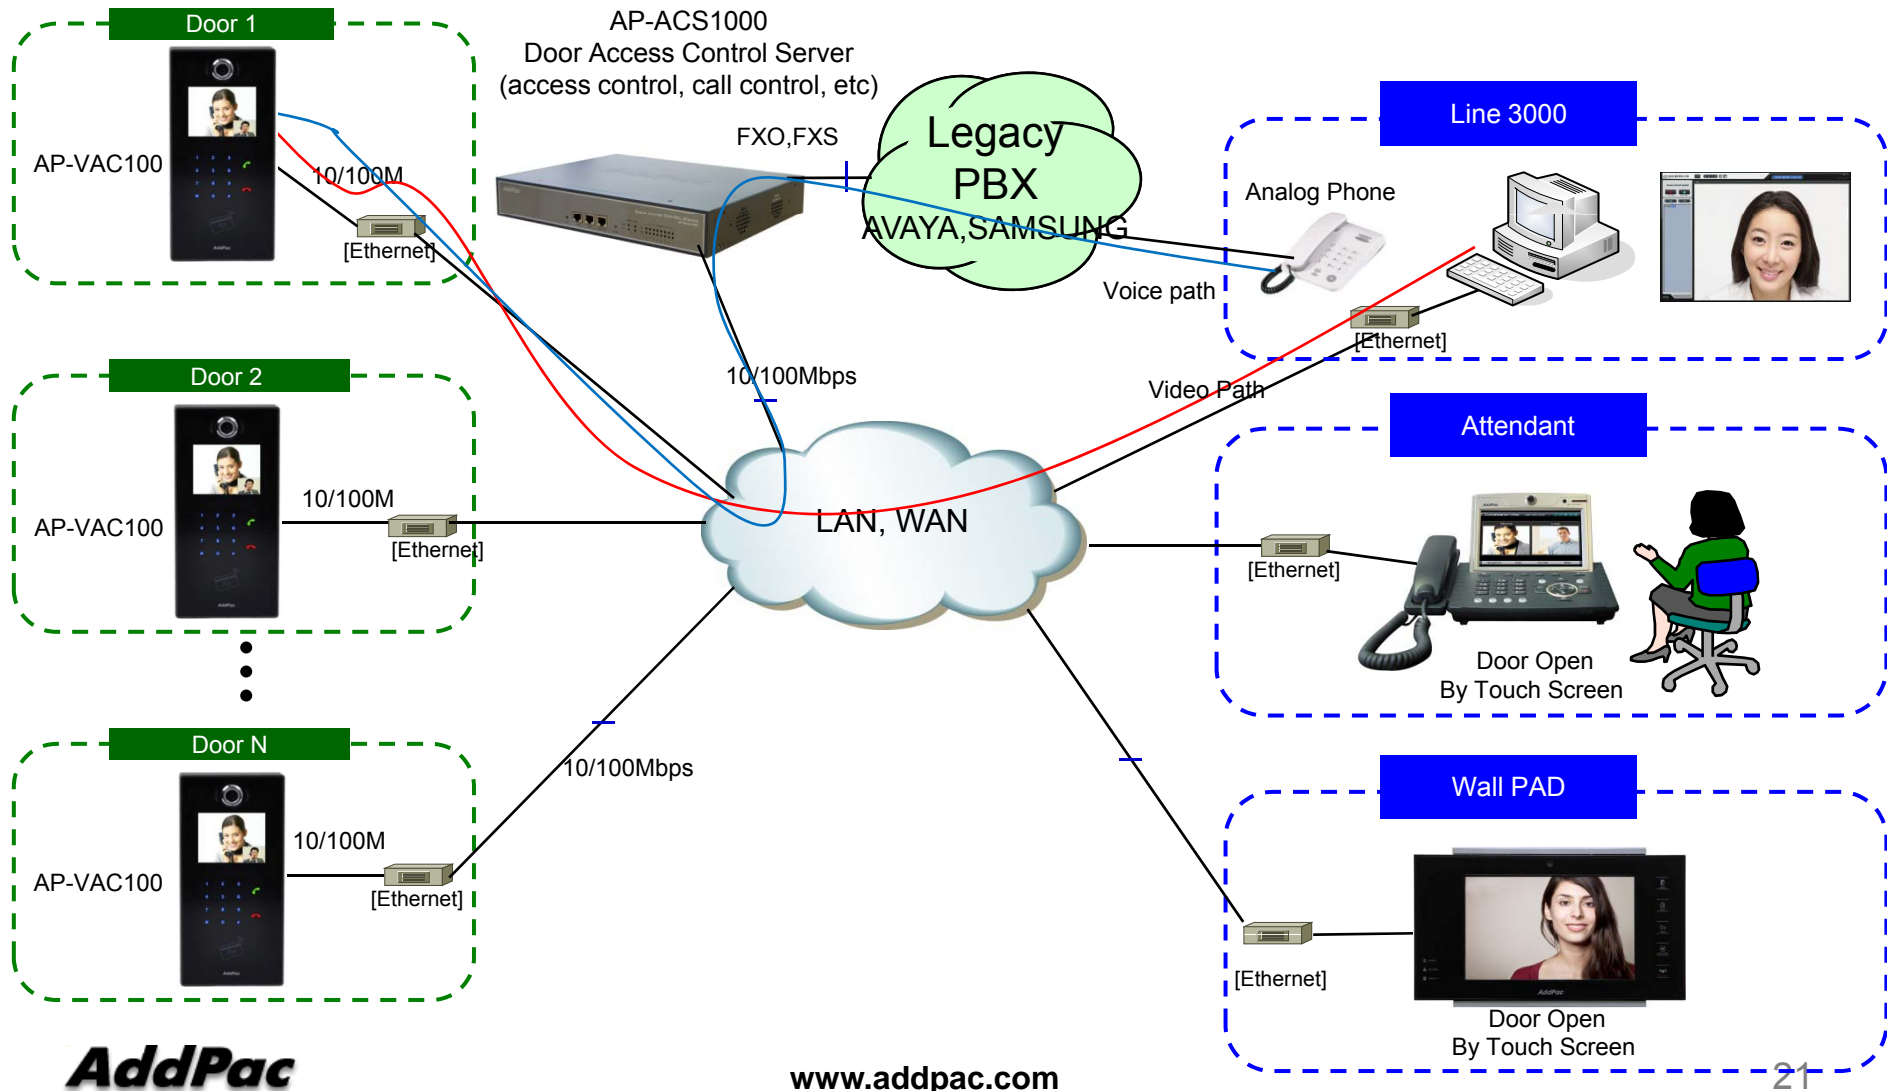 Door 1
AP-VAC100
10/100M
[Ethernet]
AP-ACS1000
Door Access Control Server
(access control, call control, etc)
FXO,FXS
Legacy
PBX
AVAYA,SAMSUNG
Line 3000
Analog Phone
Voice path
[Ethernet]
Video Path
10/100Mbps
Door 2
AP-VAC100
10/100M
[Ethernet]
LAN, WAN
Attendant
[Ethernet]
Door Open
By Touch Screen
Door N
AP-VAC100
10/100M
[Ethernet]
10/100Mbps
Wall PAD
[Ethernet]
AddPac
Door Open
By Touch Screen
AddPac
www.addpac.com
21